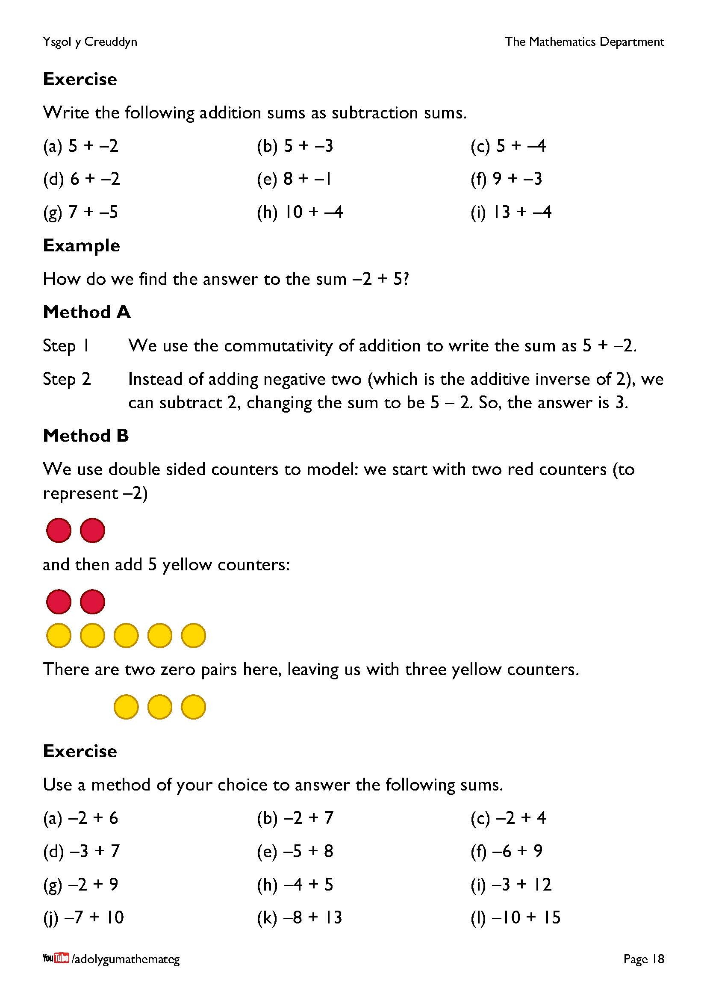 Ysgol y Creuddyn The Mathematics Department
Exercise
Write the following addition sums as subtraction sums.
(a) 5 + –2 (b) 5 + –3 (c) 5 + –4
(d) 6 + –2 (e) 8 + –1 (f) 9 + –3
(g) 7 + –5 (h) 10 + –4 (i) 13 + –4
Example
How do we find the answer to the sum –2 + 5?
Method A
Step 1 We use the commutativity of addition to write the sum as 5 + –2.
Step 2 Instead of adding negative two (which is the additive inverse of 2), we
can subtract 2, changing the sum to be 5 – 2. So, the answer is 3.
Method B
We use double sided counters to model: we start with two red counters (to
represent –2)
and then add 5 yellow counters:
There are two zero pairs here, leaving us with three yellow counters.
Exercise
Use a method of your choice to answer the following sums.
(a) –2 + 6 (b) –2 + 7 (c) –2 + 4
(d) –3 + 7 (e) –5 + 8 (f) –6 + 9
(g) –2 + 9 (h) –4 + 5 (i) –3 + 12
(j) –7 + 10 (k) –8 + 13 (l) –10 + 15
YouTube/adolygumathemateg Page 18